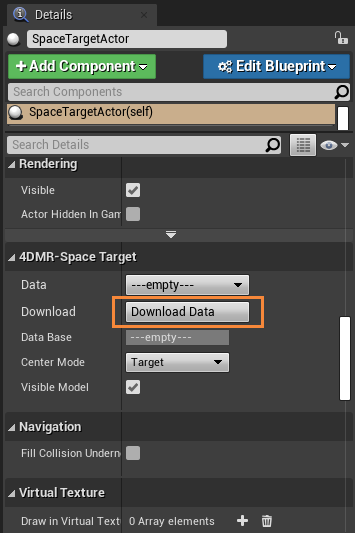 Details
SpaceTargetActor
Add Component
Edit Blueprint
Search Components
SpaceTargetActor(self)
Search Details
Rendering
Visible
Actor Hidden In Gam
4DMR-Space Target
Data
---empty---
Download
Download Data
Data Base
---empty---
Center Mode
Target
Visible Model
Navigation
Fill Collision Undern
Virtual Texture
Draw in Virtual Text
0 Array elements